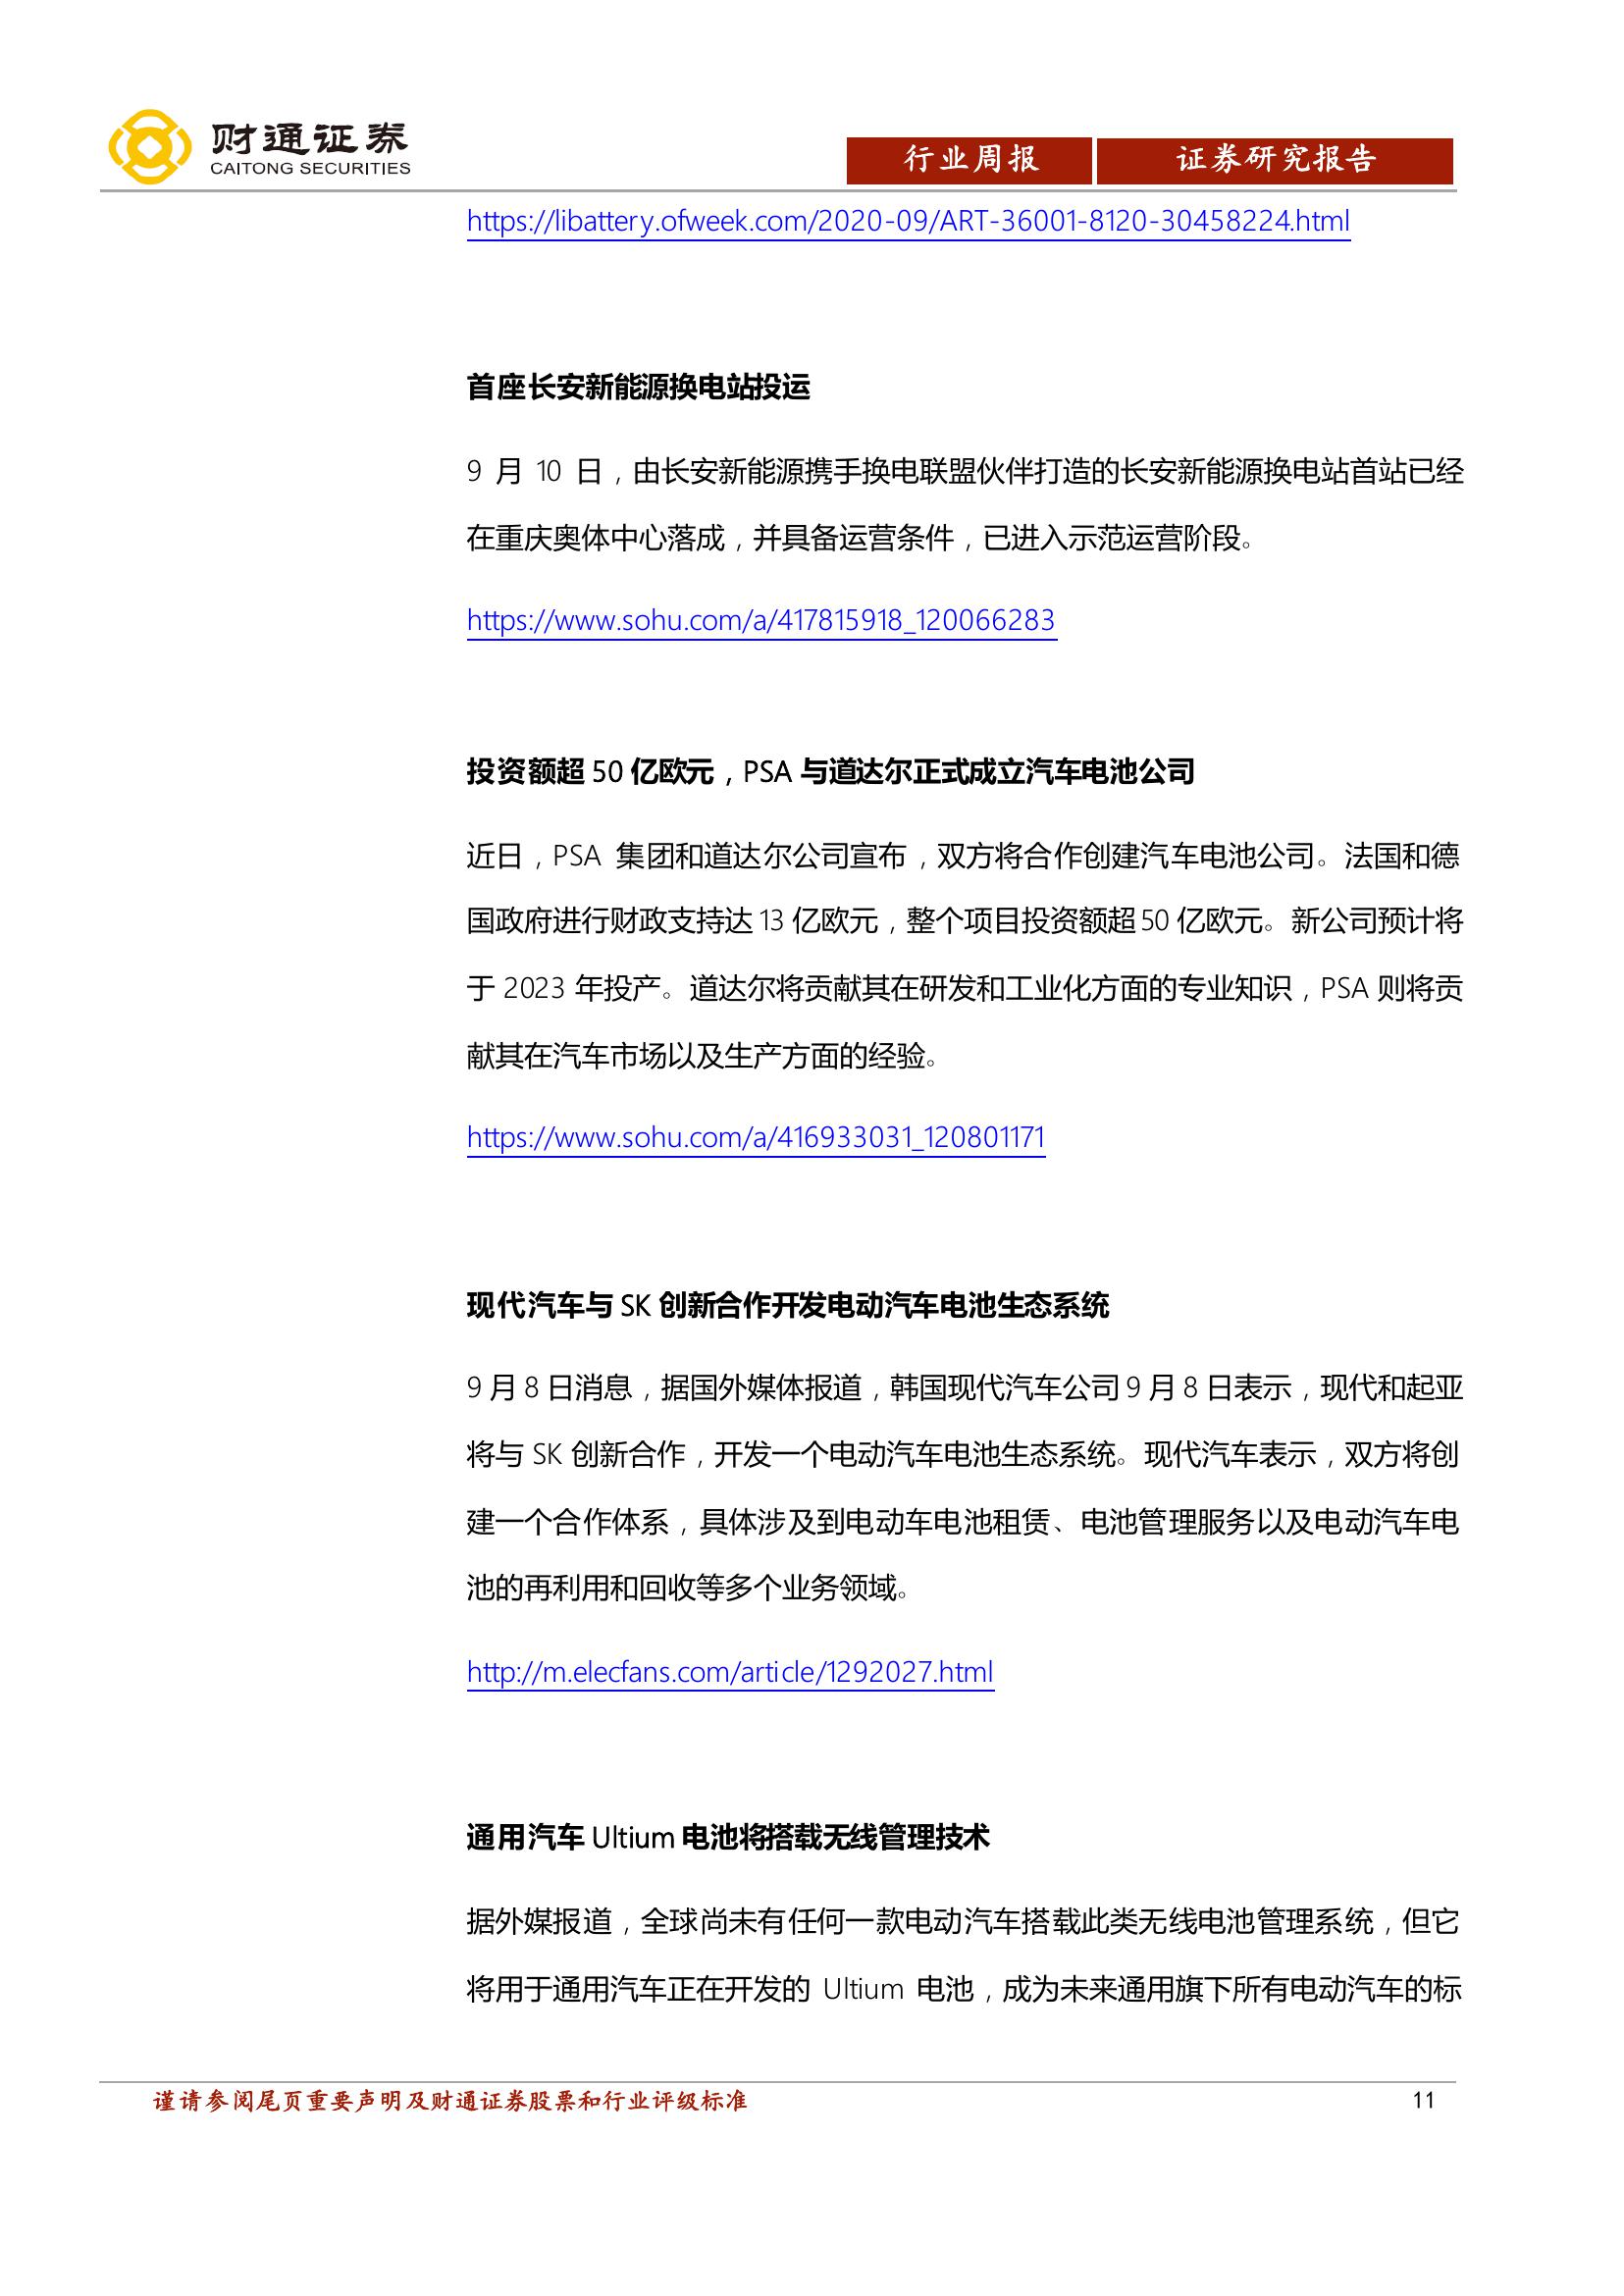 财通证券
CAITONG SECURITIES
行业周报
证券研究报告
https://libattery.ofweek.com/2020-09/ART-36001-8120-30458224.html
首座长安新能源换电站投运
9 月 10 日，由长安新能源携手换电联盟伙伴打造的长安新能源换电站首站已经
在重庆奥体中心落成，并具备运营条件，已进入示范运营阶段。
https://www.sohu.com/a/417815918_120066283
投资额超 50 亿欧元，PSA 与道达尔正式成立汽车电池公司
近日，PSA 集团和道达尔公司宣布，双方将合作创建汽车电池公司。法国和德
国政府进行财政支持达 13 亿欧元，整个项目投资额超 50 亿欧元。新公司预计将
于 2023 年投产。道达尔将贡献其在研发和工业化方面的专业知识，PSA 则将贡
献其在汽车市场以及生产方面的经验。
https://www.sohu.com/a/416933031_120801171
现代汽车与 SK 创新合作开发电动汽车电池生态系统
9 月 8 日消息，据国外媒体报道，韩国现代汽车公司 9 月 8 日表示，现代和起亚
将与 SK 创新合作，开发一个电动汽车电池生态系统。现代汽车表示，双方将创
建一个合作体系，具体涉及到电动车电池租赁、电池管理服务以及电动汽车电
池的再利用和回收等多个业务领域。
http://m.elecfans.com/article/1292027.html
通用汽车 Ultium 电池将搭载无线管理技术
据外媒报道，全球尚未有任何一款电动汽车搭载此类无线电池管理系统，但它
将用于通用汽车正在开发的 Ultium 电池，成为未来通用旗下所有电动汽车的标
谨请参阅尾页重要声明及财通证券股票和行业评级标准
11